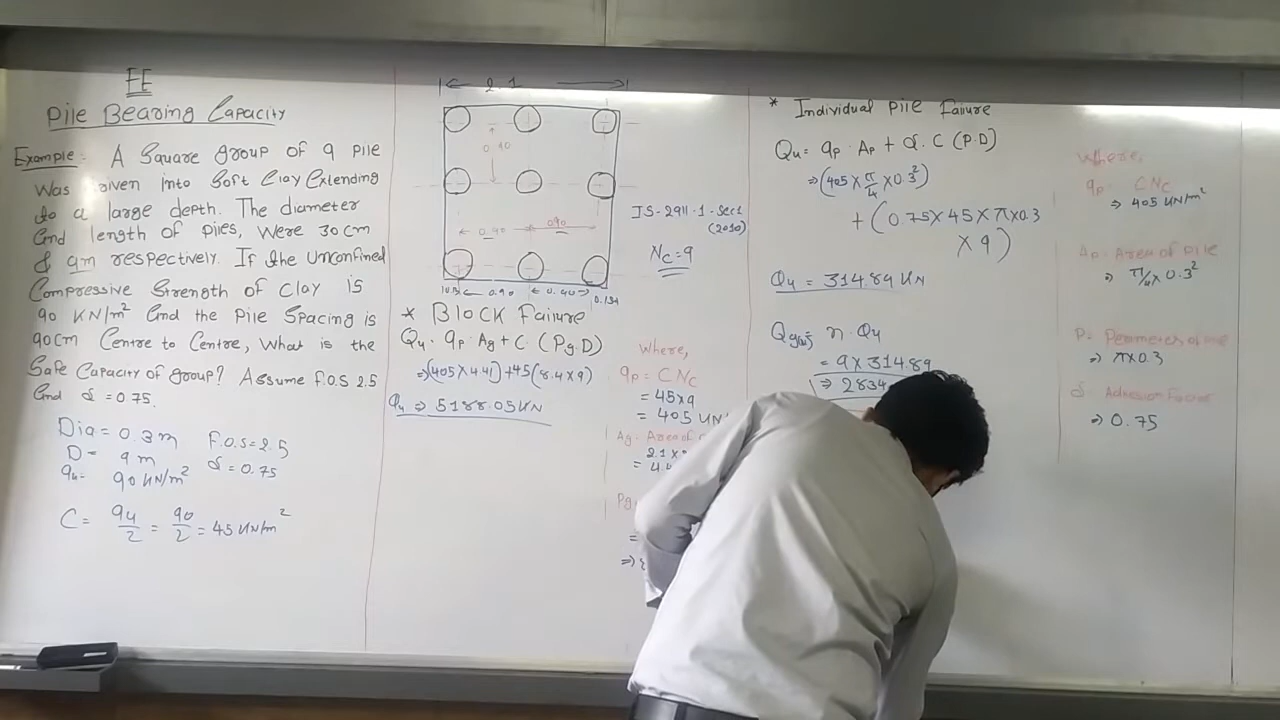 FE
Pile Bearing Capacity
Example:- A Square group of 9 pile
was driven into Soft Clay Extending
to a large depth. The diameter
and length of piles, were 30cm
& 9m respectively. If the unconfined
Compressive Strength of clay is
90 KN/m² and the Pile Spacing is
90cm Centre to Centre, What is the
Safe Capacity of group? Assume F.O.S 2.5
and α = 0.75.
Dia = 0.3m
D = 9m
qu = 90 KN/m²
F.O.S = 2.5
α = 0.75
C = qu/2 = 90/2 = 45 KN/m²
2.1
0.90
0.90
0.90
0.90
IS-2911-1-Sec1
(2010)
Nc = 9
* Block Failure
Qu = qp · Ag + C · (Pg.D)
⇒ (405 × 4.41) + 45 (8.4 × 9)
Qu ⇒ 5188.05 KN
Where,
qp = CNc
= 45×9
= 405 KN/
Ag = Area of
Pg
* Individual Pile Failure
Qu = qp · Ap + α. C (P.D)
⇒ (405 × π/4 × 0.3²)
+ (0.75 × 45 × π × 0.3
× 9)
Qu = 314.89 KN
n · Qu
= 9 × 314.89
⇒ 2834
Where,
qp = CNc
⇒ 405 KN/m²
Ap = Area of pile
⇒ π/4 × 0.3²
P = Perimeter of pile
⇒ π×0.3
α = Adhesion Factor
⇒ 0.75